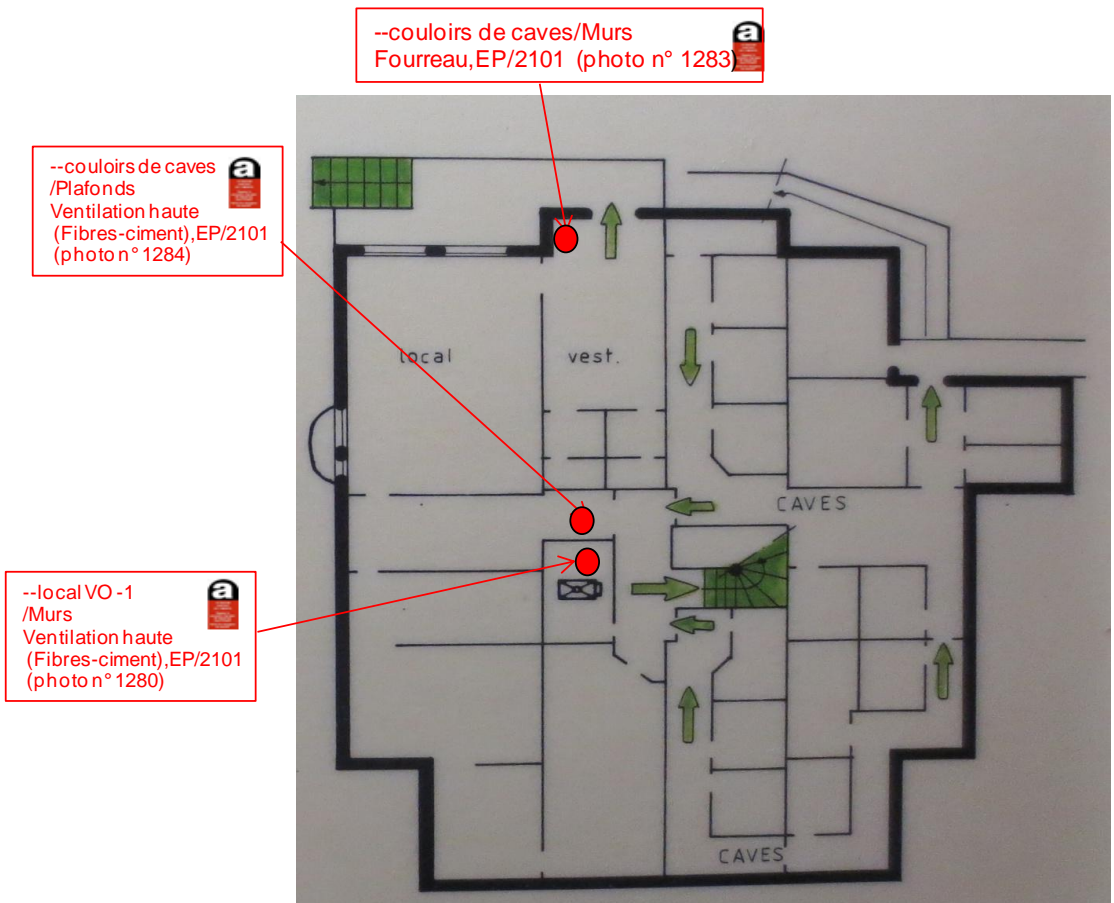 --couloirs de caves/Murs
Fourreau,EP/2101 (photo n° 1283)
a
--couloirs de caves
/Plafonds
Ventilation haute
(Fibres-ciment),EP/2101
(photo n° 1284)
a
local
vest.
CAVES
--local VO -1
/Murs
Ventilation haute
(Fibres-ciment),EP/2101
(photo n° 1280)
a
CAVES